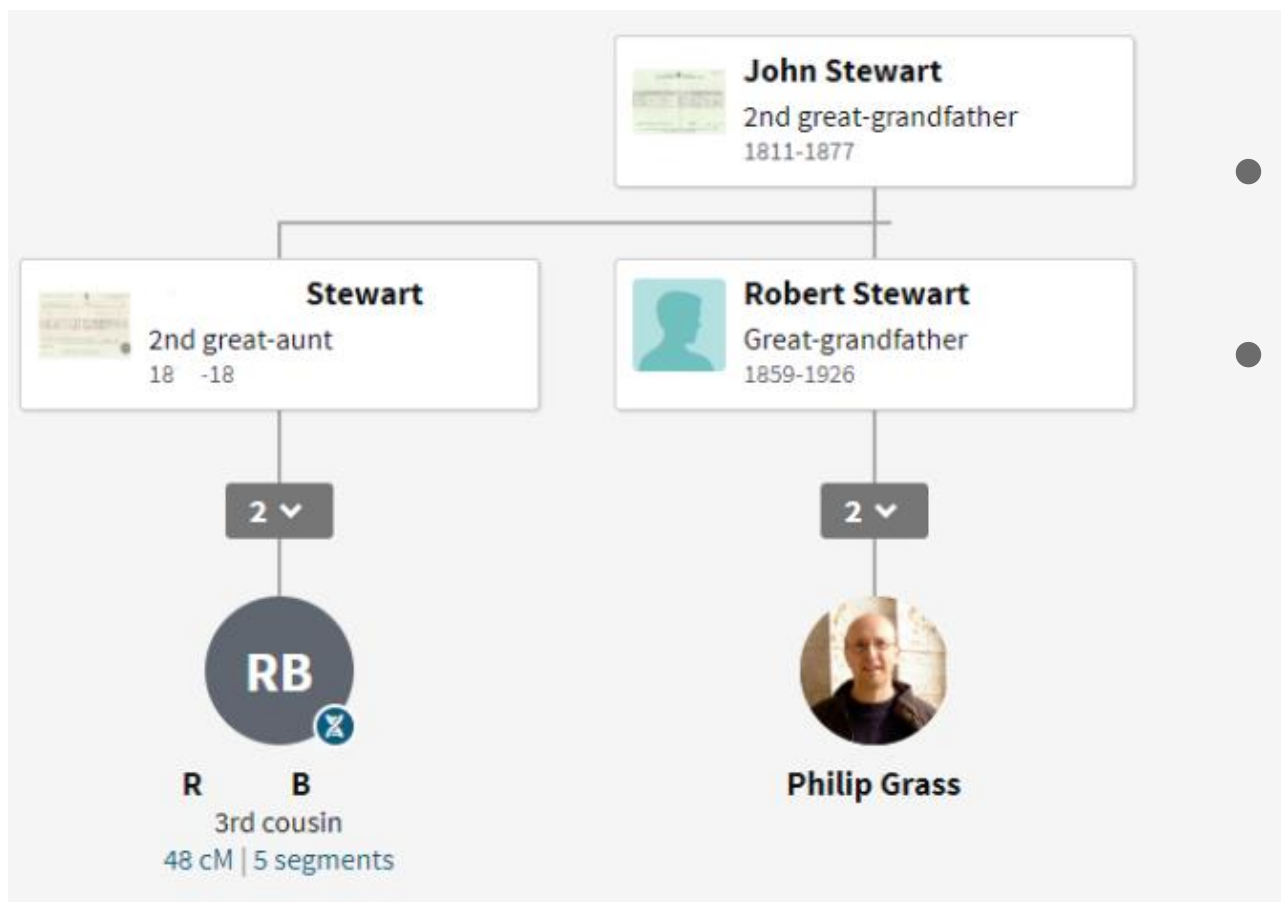 John Stewart
2nd great-grandfather
1811-1877
Stewart
2nd great-aunt
18 -18
Robert Stewart
Great-grandfather
1859-1926
2
2
RB
R B
3rd cousin
48 cM | 5 segments
Philip Grass